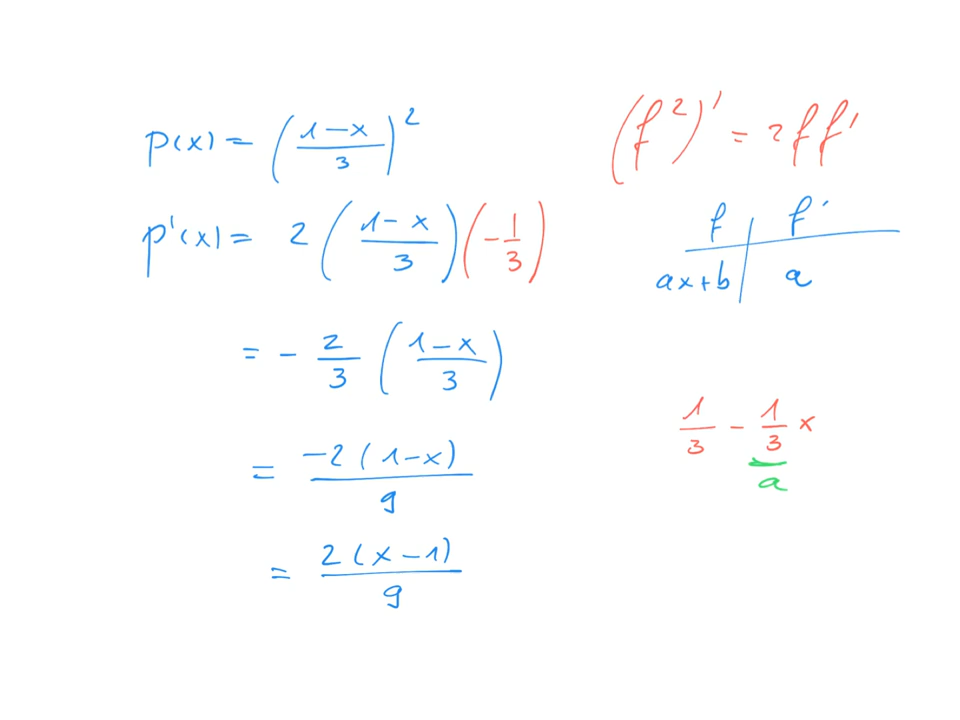 p(x) = ((1-x)/3)^2
p'(x) = 2 ((1-x)/3) (-1/3)
= - 2/3 ((1-x)/3)
= -2(1-x)/9
= 2(x-1)/9
(f^2)' = 2ff'
f | f'
ax+b | a
1/3 - 1/3 x
a